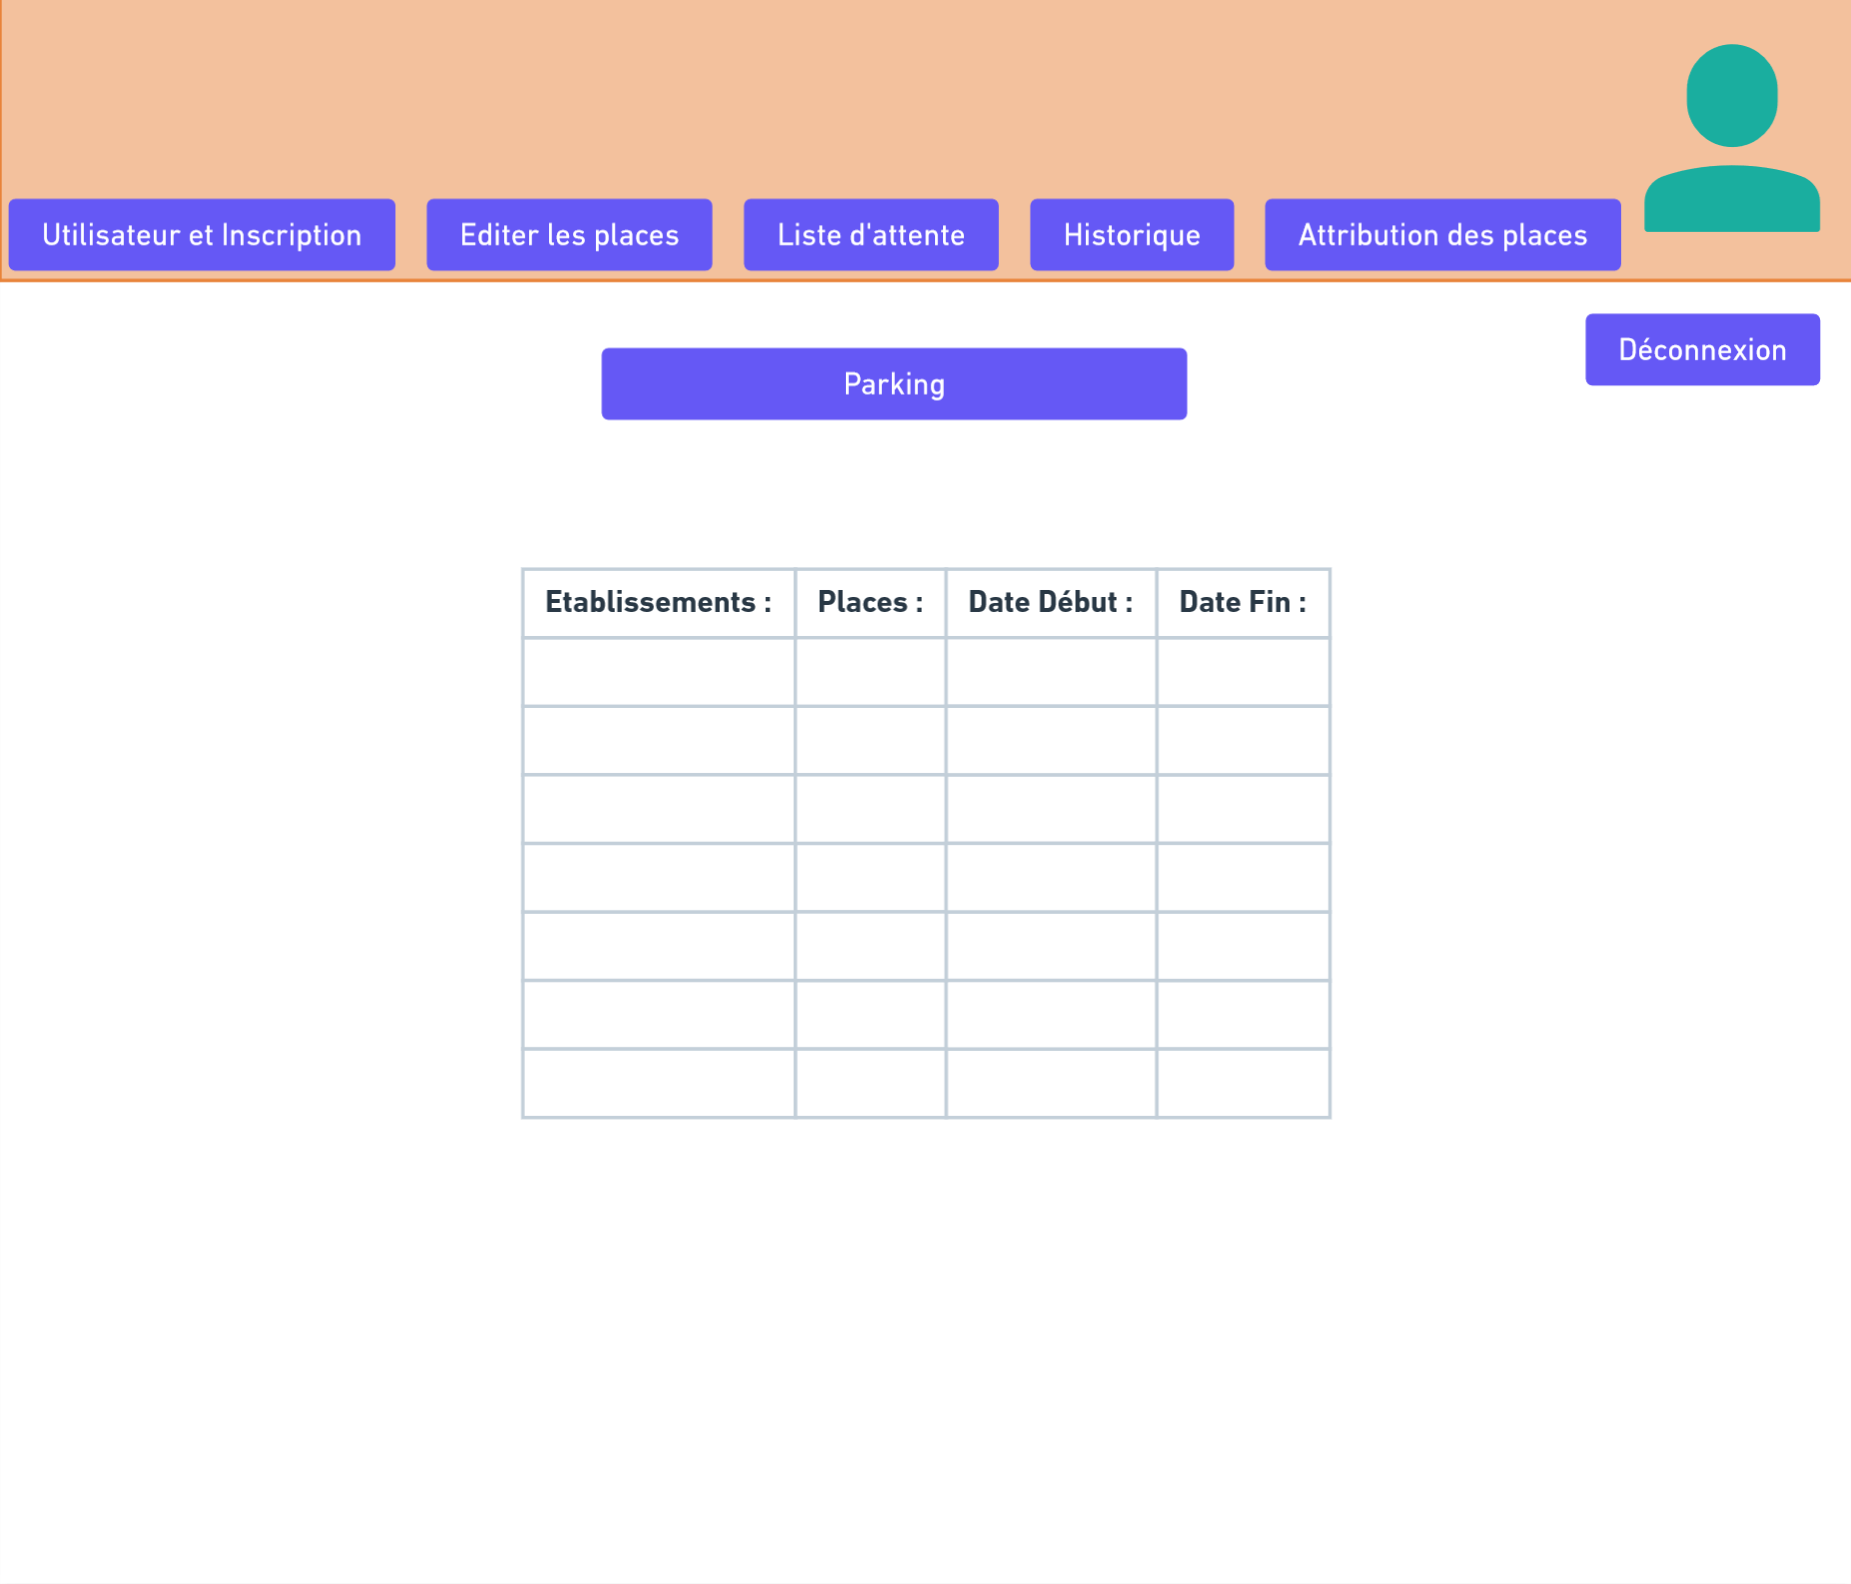 Utilisateur et Inscription
Editer les places
Liste d'attente
Historique
Attribution des places
Déconnexion
Parking
Etablissements :
Places :
Date Début :
Date Fin :